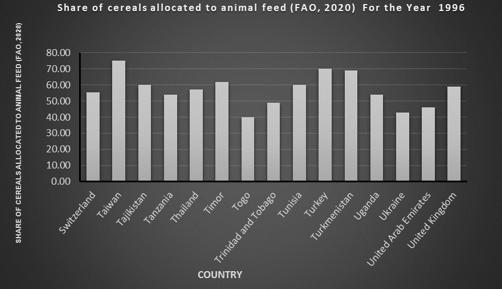 Share of cereals allocated to animal feed (FAO, 2020)  For the Year  1996
SHARE OF CEREALS ALLOCATED TO ANIMAL FEED (FAO,2020)
80.00
70.00
60.00
50.00
40.00
30.00
20.00
10.00
0.00
Switzerland
Taiwan
Tajikistan
Tanzania
Thailand
Timor
Togo
Trinidad and Tobago
Tunisia
Turkey
Turkmenistan
Uganda
Ukraine
United Arab Emirates
United Kingdom
COUNTRY